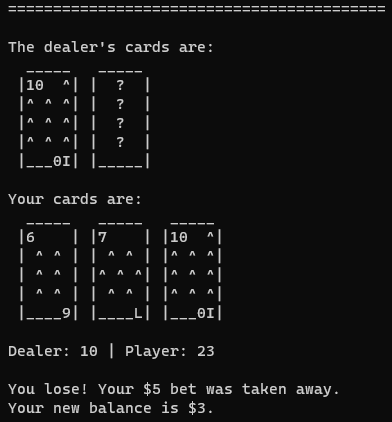 ==========================================
The dealer's cards are:
  _____   _____
 |10  ^| |  ?  |
 |^ ^ ^| |  ?  |
 |^ ^ ^| |  ?  |
 |^ ^ ^| |  ?  |
 |___0I| |_____|
Your cards are:
  _____   _____   _____
 |6    | |7    | |10  ^|
 | ^ ^ | | ^ ^ | |^ ^ ^|
 | ^ ^ | |^ ^ ^| |^ ^ ^|
 | ^ ^ | | ^ ^ | |^ ^ ^|
 |____9| |____L| |___0I|
Dealer: 10 | Player: 23
You lose! Your $5 bet was taken away.
Your new balance is $3.